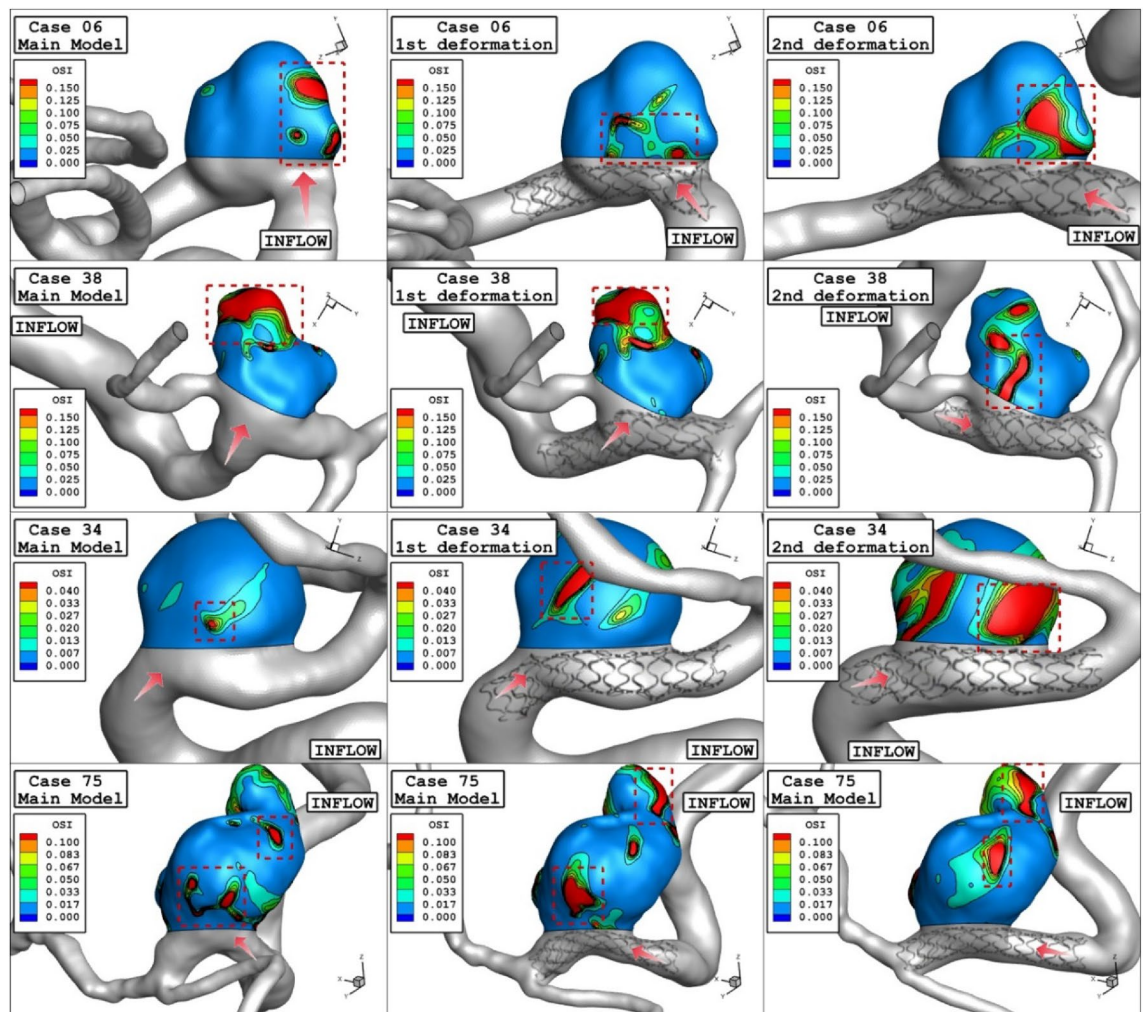 Case 06
Main Model
OSI
0.150
0.125
0.100
0.075
0.050
0.025
0.000
INFLOW
Case 06
1st deformation
OSI
0.150
0.125
0.100
0.075
0.050
0.025
0.000
INFLOW
Case 06
2nd deformation
OSI
0.150
0.125
0.100
0.075
0.050
0.025
0.000
INFLOW
Case 38
Main Model
INFLOW
X
Y
OSI
0.150
0.125
0.100
0.075
0.050
0.025
0.000
Case 38
1st deformation
INFLOW
X
Y
OSI
0.150
0.125
0.100
0.075
0.050
0.025
0.000
Case 38
2nd deformation
INFLOW
X
Y
OSI
0.150
0.125
0.100
0.075
0.050
0.025
0.000
Case 34
Main Model
Y
Z
OSI
0.040
0.033
0.027
0.020
0.013
0.007
0.000
INFLOW
Case 34
1st deformation
Y
Z
OSI
0.040
0.033
0.027
0.020
0.013
0.007
0.000
INFLOW
Case 34
2nd deformation
Y
Z
OSI
0.040
0.033
0.027
0.020
0.013
0.007
0.000
INFLOW
Case 75
Main Model
INFLOW
OSI
0.100
0.083
0.067
0.050
0.033
0.017
0.000
Z
X
Y
Case 75
Main Model
INFLOW
OSI
0.100
0.083
0.067
0.050
0.033
0.017
0.000
Z
X
Y
Case 75
Main Model
INFLOW
OSI
0.100
0.083
0.067
0.050
0.033
0.017
0.000
Z
X
Y